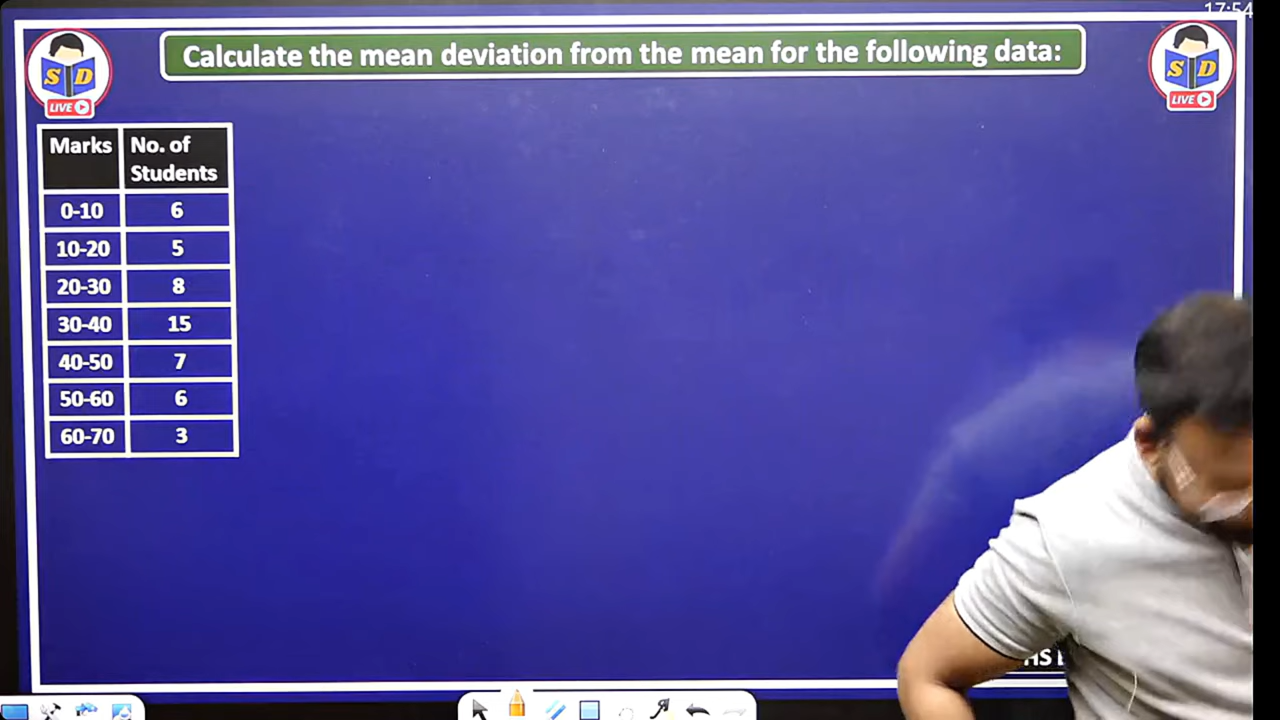 17:54
Calculate the mean deviation from the mean for the following data:
S D
LIVE
S D
LIVE
Marks No. of Students
0-10 6
10-20 5
20-30 8
30-40 15
40-50 7
50-60 6
60-70 3